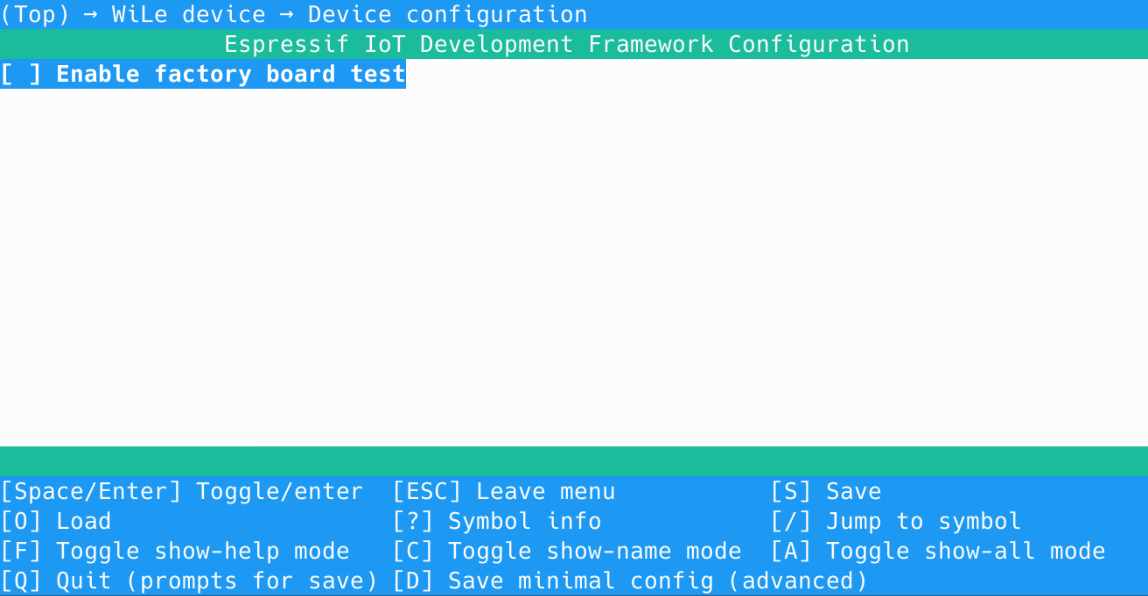 (Top) → WiLe device → Device configuration
Espressif IoT Development Framework Configuration
[ ] Enable factory board test
[Space/Enter] Toggle/enter  [ESC] Leave menu           [S] Save
[O] Load                    [?] Symbol info            [/] Jump to symbol
[F] Toggle show-help mode   [C] Toggle show-name mode  [A] Toggle show-all mode
[Q] Quit (prompts for save) [D] Save minimal config (advanced)